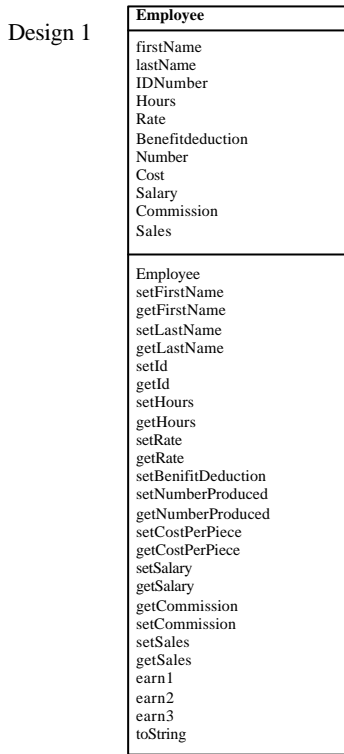 Design 1
Employee
firstName
lastName
IDNumber
Hours
Rate
Benefitdeduction
Number
Cost
Salary
Commission
Sales
Employee
setFirstName
getFirstName
setLastName
getLastName
setId
getId
setHours
getHours
setRate
getRate
setBenifitDeduction
setNumberProduced
getNumberProduced
setCostPerPiece
getCostPerPiece
setSalary
getSalary
getCommission
setCommission
setSales
getSales
earn1
earn2
earn3
toString